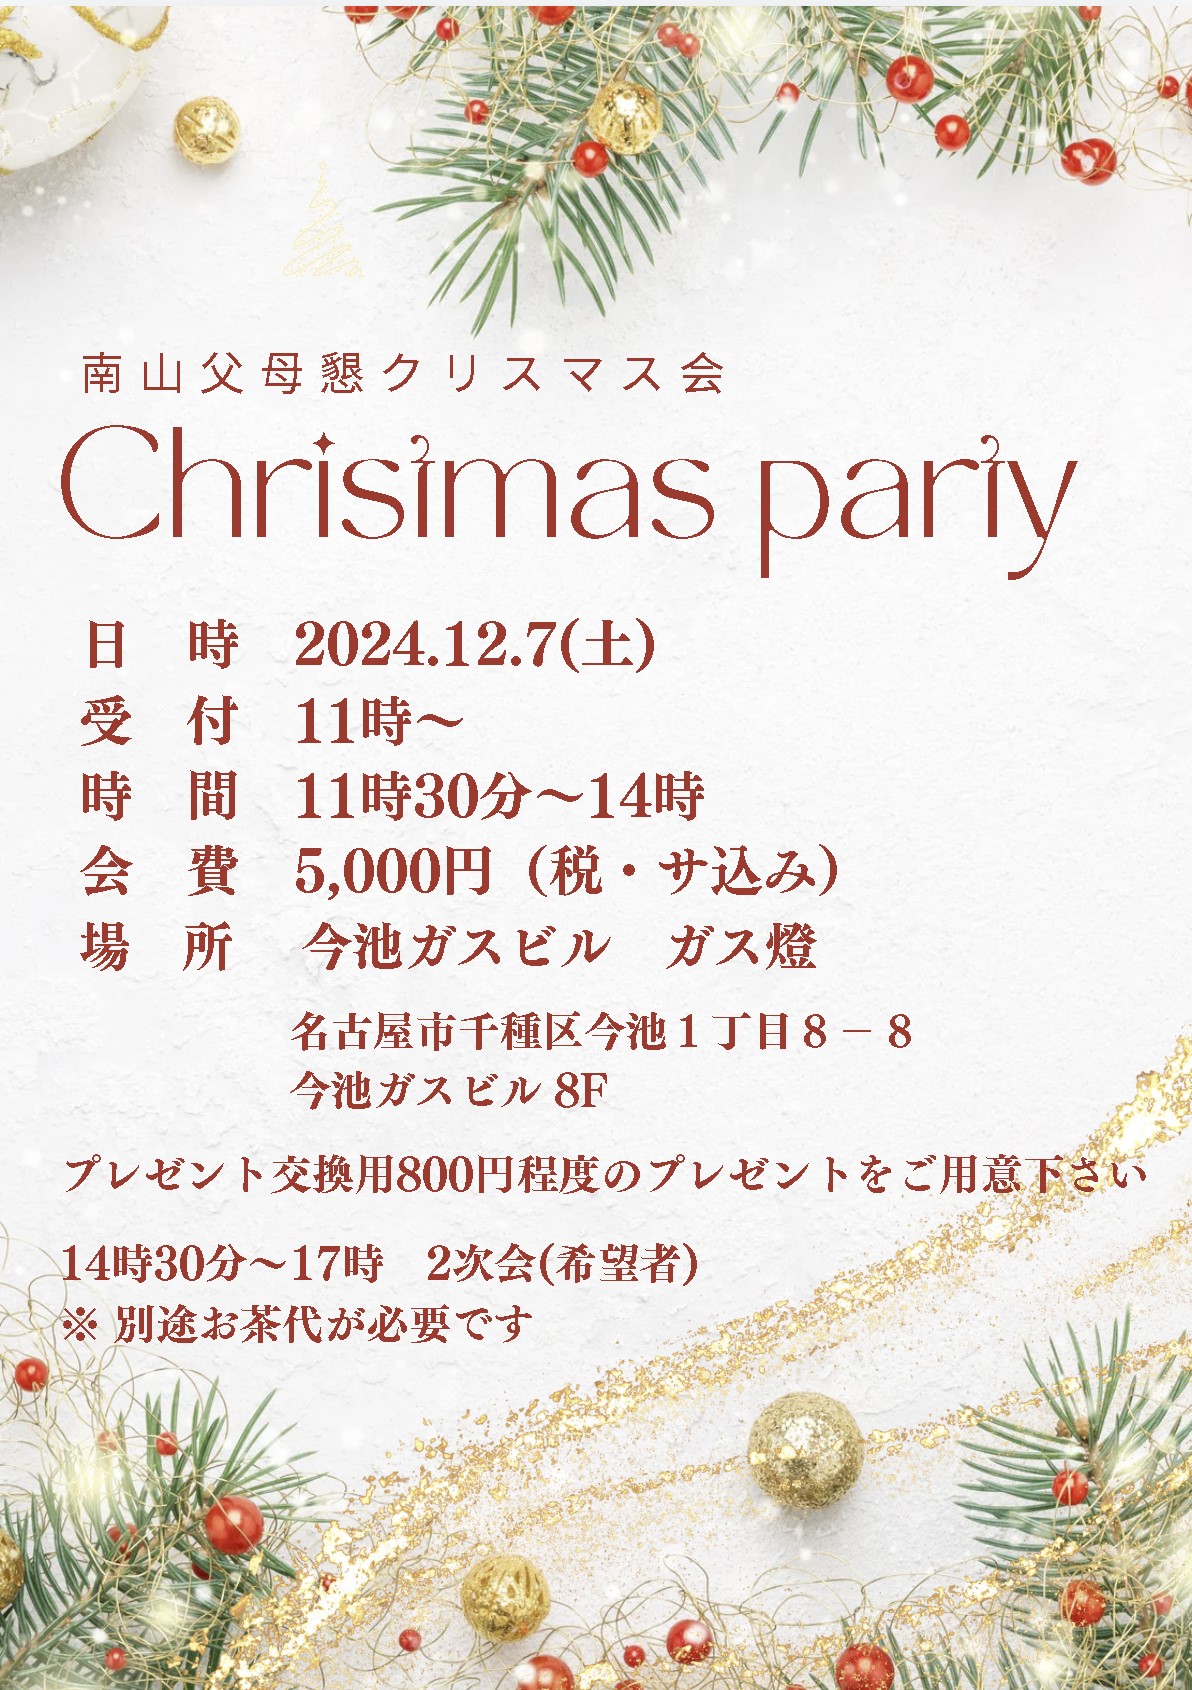 南山父母懇クリスマス会
Christmas party
日　時　2024.12.7(土)
受　付　11時～
時　間　11時30分～14時
会　費　5,000円（税・サ込み）
場　所　今池ガスビル　ガス燈
名古屋市千種区今池１丁目８－８
今池ガスビル 8F
プレゼント交換用800円程度のプレゼントをご用意下さい
14時30分～17時　2次会(希望者)
※ 別途お茶代が必要です